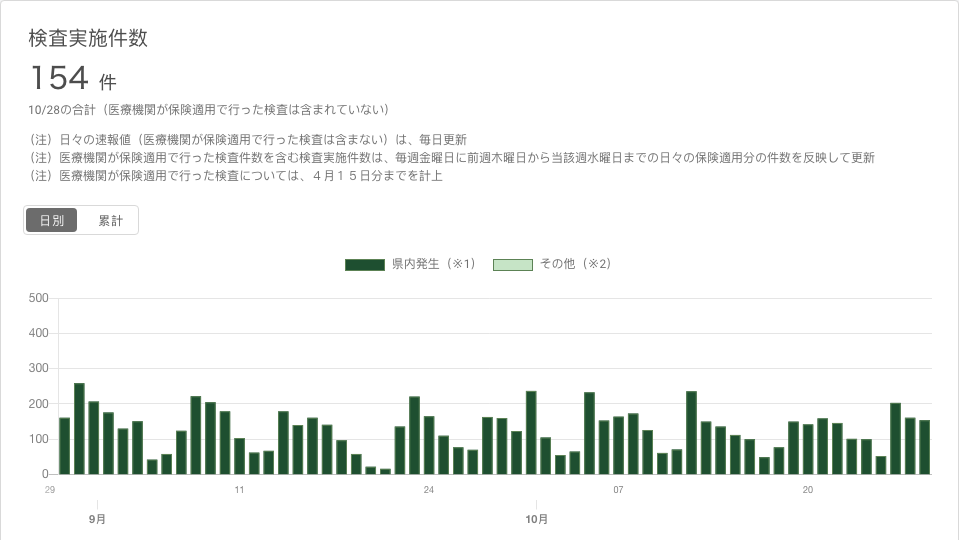 検査実施件数
154 件
10/28の合計（医療機関が保険適用で行った検査は含まれていない）
（注）日々の速報値（医療機関が保険適用で行った検査は含まない）は、毎日更新
（注）医療機関が保険適用で行った検査件数を含む検査実施件数は、毎週金曜日に前週木曜日から当該週水曜日までの日々の保険適用分の件数を反映して更新
（注）医療機関が保険適用で行った検査については、４月１５日分までを計上
日別 累計
県内発生（※1） その他（※2）
500
400
300
200
100
0
29 11 24 07 20
9月 10月